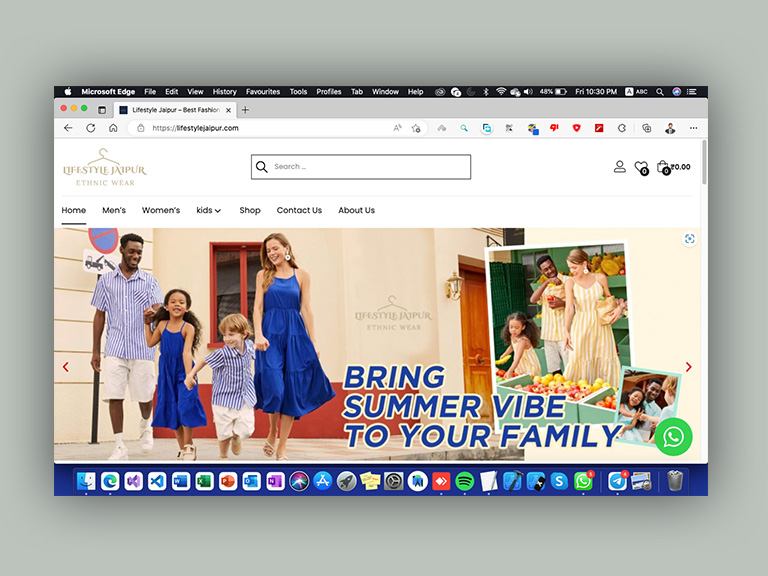 Microsoft Edge File Edit View History Favourites Tools Profiles Tab Window Help 48% Fri 10:30 PM A ABC
Lifestyle Jaipur – Best Fashion
https://lifestylejaipur.com
LIFESTYLE JAIPUR
ETHNIC WEAR
Search ...
0 0 ₹0.00
Home Men's Women's kids Shop Contact Us About Us
LIFESTYLE JAIPUR
ETHNIC WEAR
BRING
SUMMER VIBE
TO YOUR FAMILY